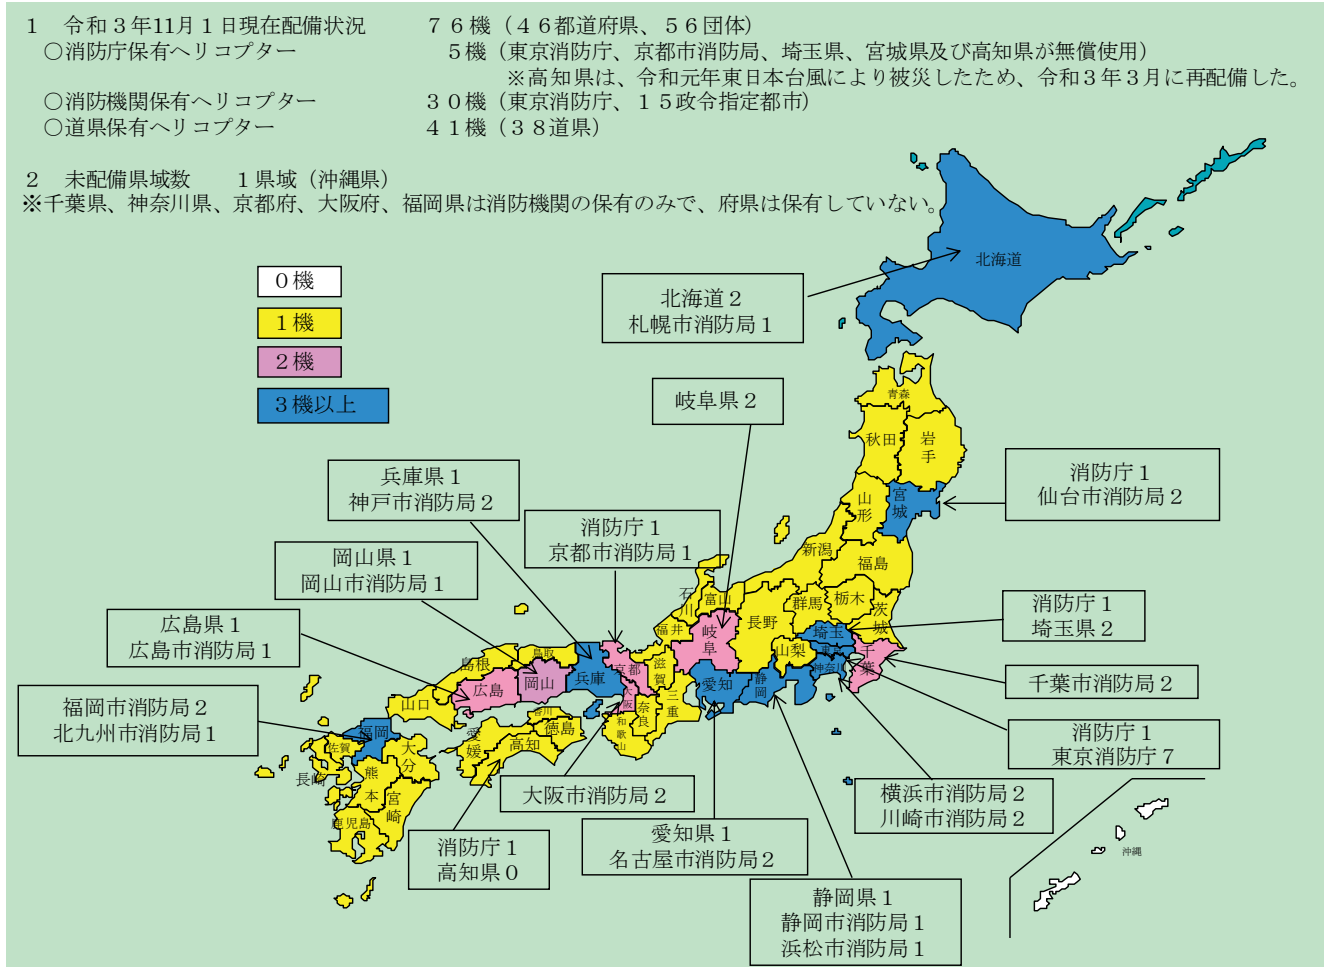 1　令和３年11月１日現在配備状況　７６機（４６都道府県、５６団体）
○消防庁保有ヘリコプター　5機（東京消防庁、京都市消防局、埼玉県、宮城県及び高知県が無償使用）
※高知県は、令和元年東日本台風により被災したため、令和３年３月に再配備した。
○消防機関保有ヘリコプター　３０機（東京消防庁、１５政令指定都市）
○道県保有ヘリコプター　４１機（３８道県）
2　未配備県域数　１県域（沖縄県）
※千葉県、神奈川県、京都府、大阪府、福岡県は消防機関の保有のみで、府県は保有していない。
０機
１機
２機
３機以上
北海道２
札幌市消防局１
北海道
岐阜県２
青森
秋田
岩手
兵庫県１
神戸市消防局２
消防庁１
仙台市消防局２
山形
宮城
消防庁１
京都市消防局１
新潟
福島
岡山県１
岡山市消防局１
石川
富山
群馬
栃木
茨城
消防庁１
埼玉県２
広島県１
広島市消防局１
福井
岐阜
長野
埼玉
東京
山梨
千葉
神奈川
島根
鳥取
京都
滋賀
兵庫
岡山
広島
愛知
静岡
千葉市消防局２
福岡市消防局２
北九州市消防局１
山口
福岡
香川
大阪
奈良
三重
和歌山
徳島
愛媛
高知
佐賀
大分
長崎
熊本
宮崎
鹿児島
消防庁１
東京消防庁７
大阪市消防局２
横浜市消防局２
川崎市消防局２
愛知県１
名古屋市消防局２
消防庁１
高知県０
沖縄
静岡県１
静岡市消防局１
浜松市消防局１